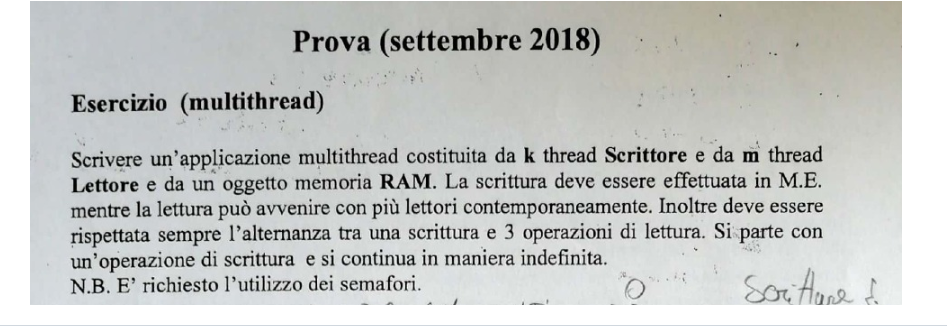 Prova (settembre 2018)
Esercizio (multithread)
Scrivere un'applicazione multithread costituita da k thread Scrittore e da m thread
Lettore e da un oggetto memoria RAM. La scrittura deve essere effettuata in M.E.
mentre la lettura può avvenire con più lettori contemporaneamente. Inoltre deve essere
rispettata sempre l'alternanza tra una scrittura e 3 operazioni di lettura. Si parte con
un'operazione di scrittura e si continua in maniera indefinita.
N.B. E' richiesto l'utilizzo dei semafori.